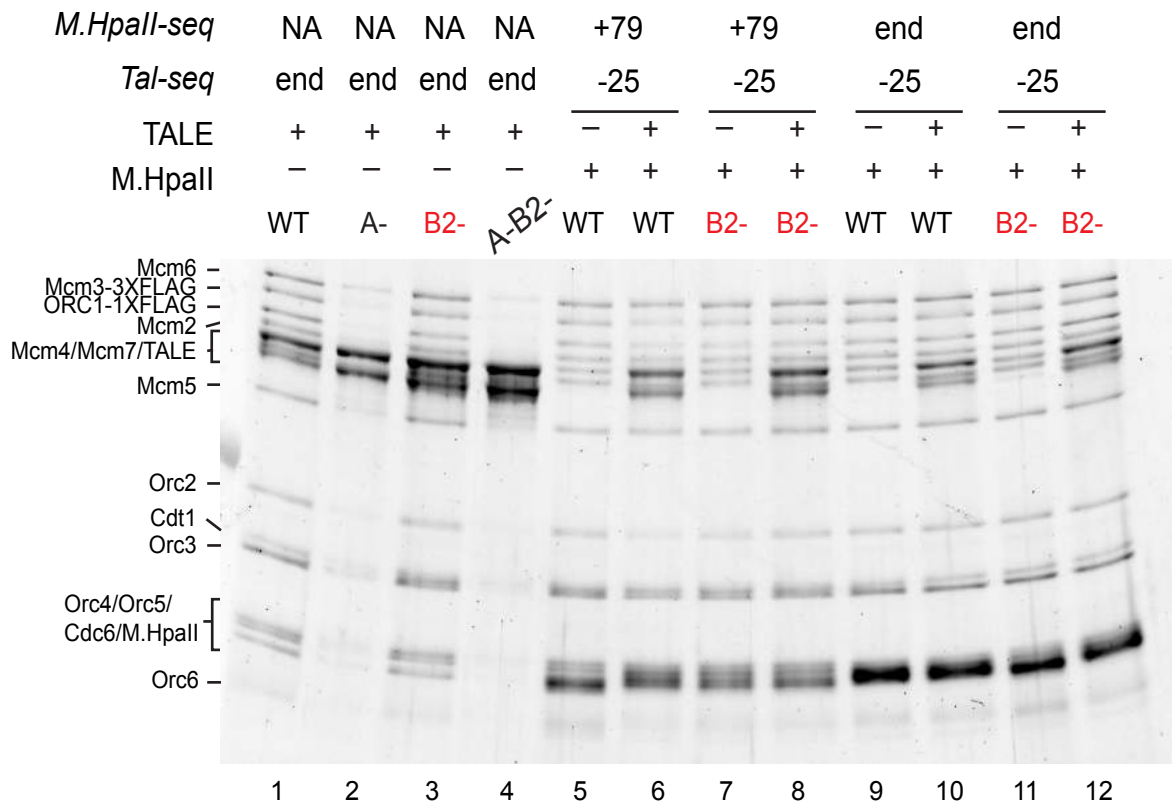 M.HpaII-seq NA NA NA NA +79 +79 end end
Tal-seq end end end end -25 -25 -25 -25
TALE + + + + – + – + – + – +
M.HpaII – – – – + + + + + + + +
WT A- B2- A-B2- WT WT B2- B2- WT WT B2- B2-
Mcm6
Mcm3-3XFLAG
ORC1-1XFLAG
Mcm2
Mcm4/Mcm7/TALE
Mcm5
Orc2
Cdt1
Orc3
Orc4/Orc5/
Cdc6/M.HpaII
Orc6
1 2 3 4 5 6 7 8 9 10 11 12